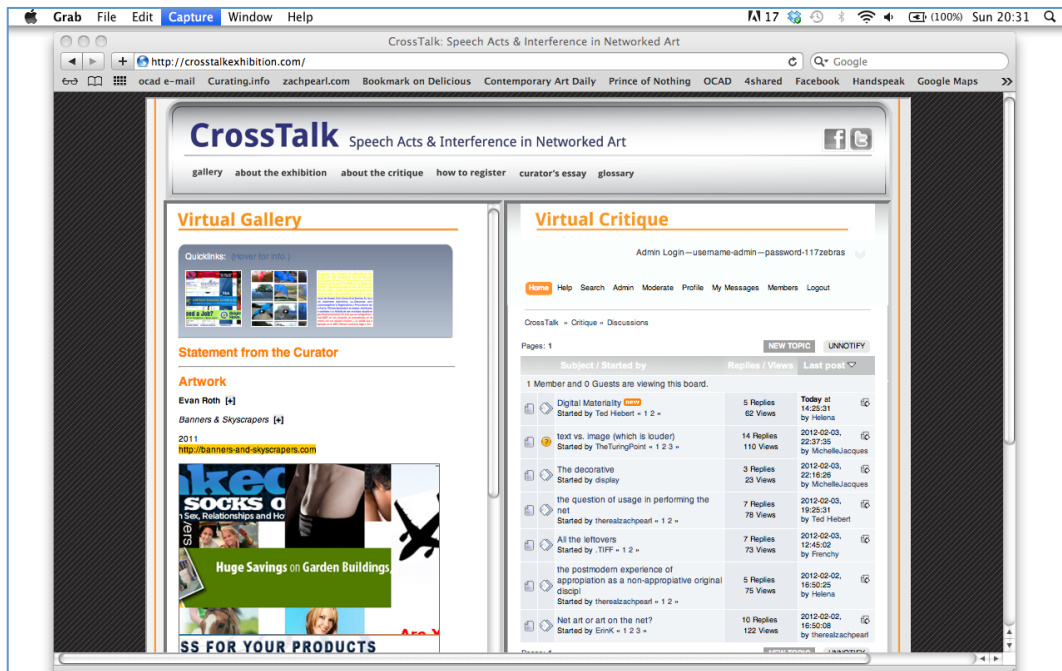 Grab File Edit Capture Window Help 17 (100%) Sun 20:31
CrossTalk: Speech Acts & Interference in Networked Art
http://crosstalkexhibition.com/ Google
ocad e-mail Curating.info zachpearl.com Bookmark on Delicious Contemporary Art Daily Prince of Nothing OCAD 4shared Facebook Handspeak Google Maps
CrossTalk Speech Acts & Interference in Networked Art
gallery about the exhibition about the critique how to register curator's essay glossary
Virtual Gallery
Quicklinks: (Hover for info.)
eed a Job?
Statement from the Curator
Artwork
Evan Roth [+]
Banners & Skyscrapers [+]
2011
http://banners-and-skyscrapers.com
ked
SOCKS O
n Sex, Relationships and Ho
vers
Huge Savings on Garden Buildings
Are Y
SS FOR YOUR PRODUCTS
Virtual Critique
Admin Login—username-admin—password-117zebras
Home Help Search Admin Moderate Profile My Messages Members Logout
CrossTalk » Critique » Discussions
Pages: 1 NEW TOPIC UNNOTIFY
Subject / Started by Replies / Views Last post
1 Member and 0 Guests are viewing this board.
Digital Materiality new
Started by Ted Hiebert « 1 2 »
5 Replies
62 Views
Today at
14:25:31
by Helena
text vs. image (which is louder)
Started by TheTuringPoint « 1 2 3 »
14 Replies
110 Views
2012-02-03,
22:37:35
by MichelleJacques
The decorative
Started by display
3 Replies
23 Views
2012-02-03,
22:16:26
by MichelleJacques
the question of usage in performing the
net
Started by therealzachpearl « 1 2 »
7 Replies
78 Views
2012-02-03,
19:25:31
by Ted Hiebert
All the leftovers
Started by .TIFF « 1 2 »
7 Replies
73 Views
2012-02-03,
12:45:02
by Frenchy
the postmodern experience of
appropiation as a non-appropiative original
discipl
Started by therealzachpearl « 1 2 »
5 Replies
75 Views
2012-02-02,
16:50:25
by Helena
Net art or art on the net?
Started by ErinK « 1 2 3 »
10 Replies
122 Views
2012-02-02,
16:50:08
by therealzachpearl
NEW TOPIC UNNOTIFY